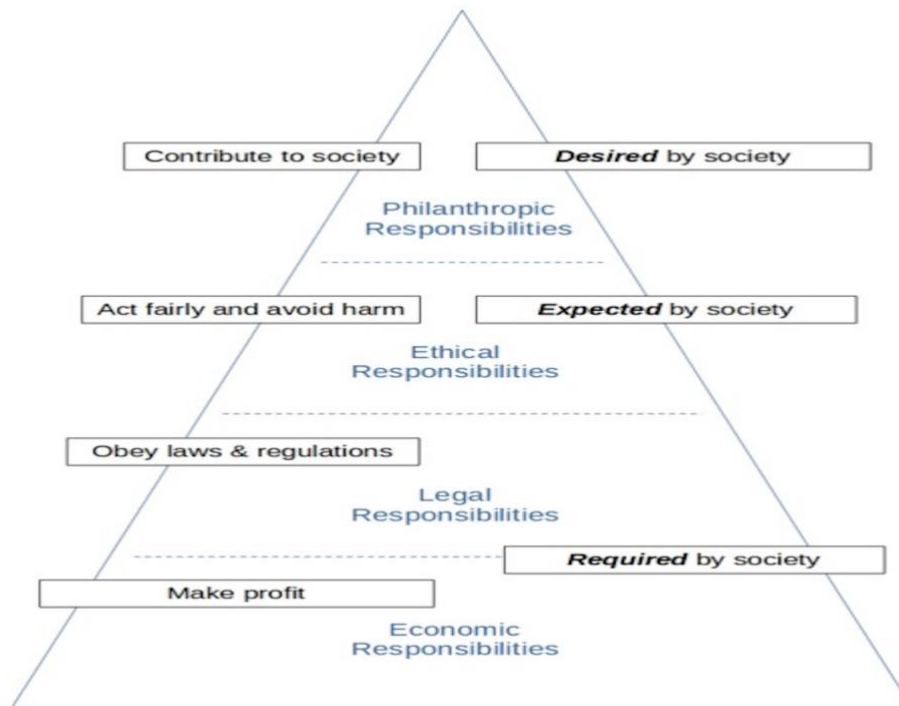 Contribute to society
Desired by society
Philanthropic
Responsibilities
Act fairly and avoid harm
Expected by society
Ethical
Responsibilities
Obey laws & regulations
Legal
Responsibilities
Required by society
Make profit
Economic
Responsibilities